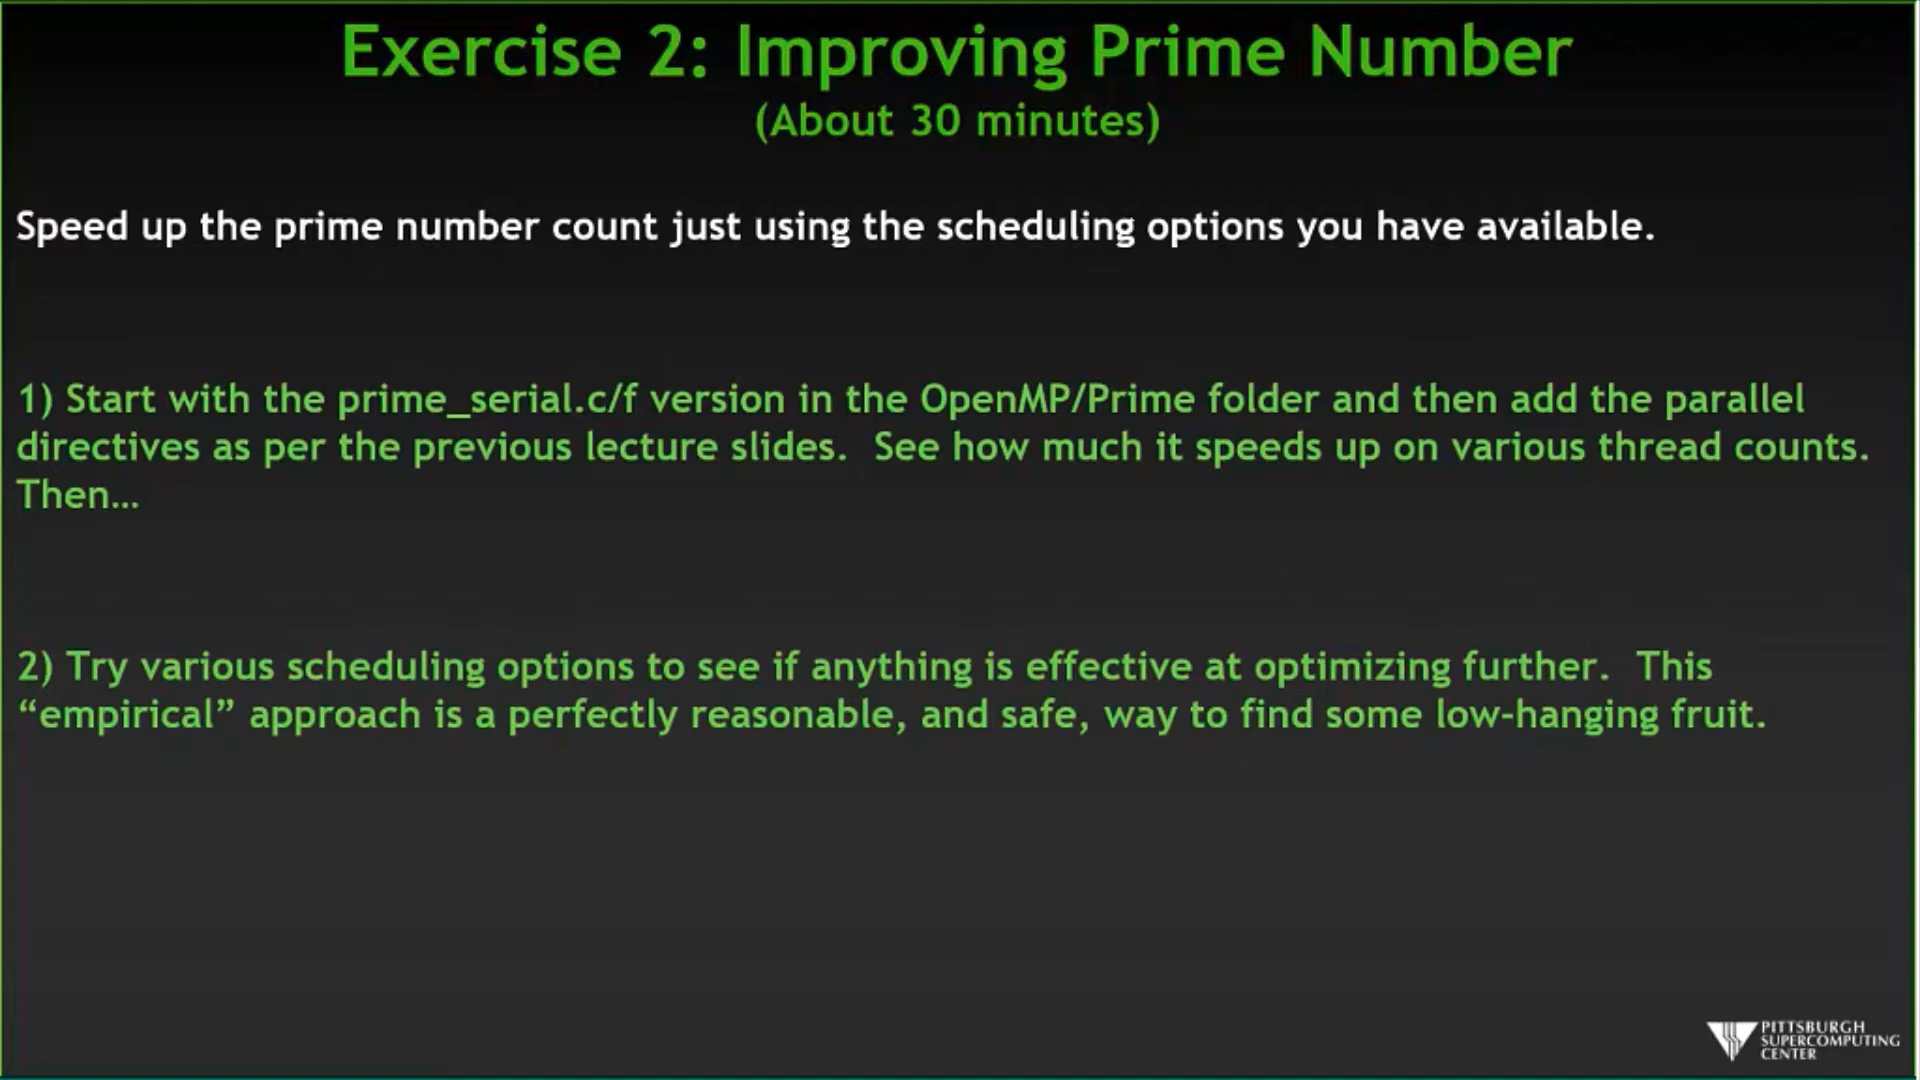 Exercise 2: Improving Prime Number
(About 30 minutes)
Speed up the prime number count just using the scheduling options you have available.
1) Start with the prime_serial.c/f version in the OpenMP/Prime folder and then add the parallel
directives as per the previous lecture slides.  See how much it speeds up on various thread counts.
Then…
2) Try various scheduling options to see if anything is effective at optimizing further.  This
“empirical” approach is a perfectly reasonable, and safe, way to find some low-hanging fruit.
PITTSBURGH
SUPERCOMPUTING
CENTER